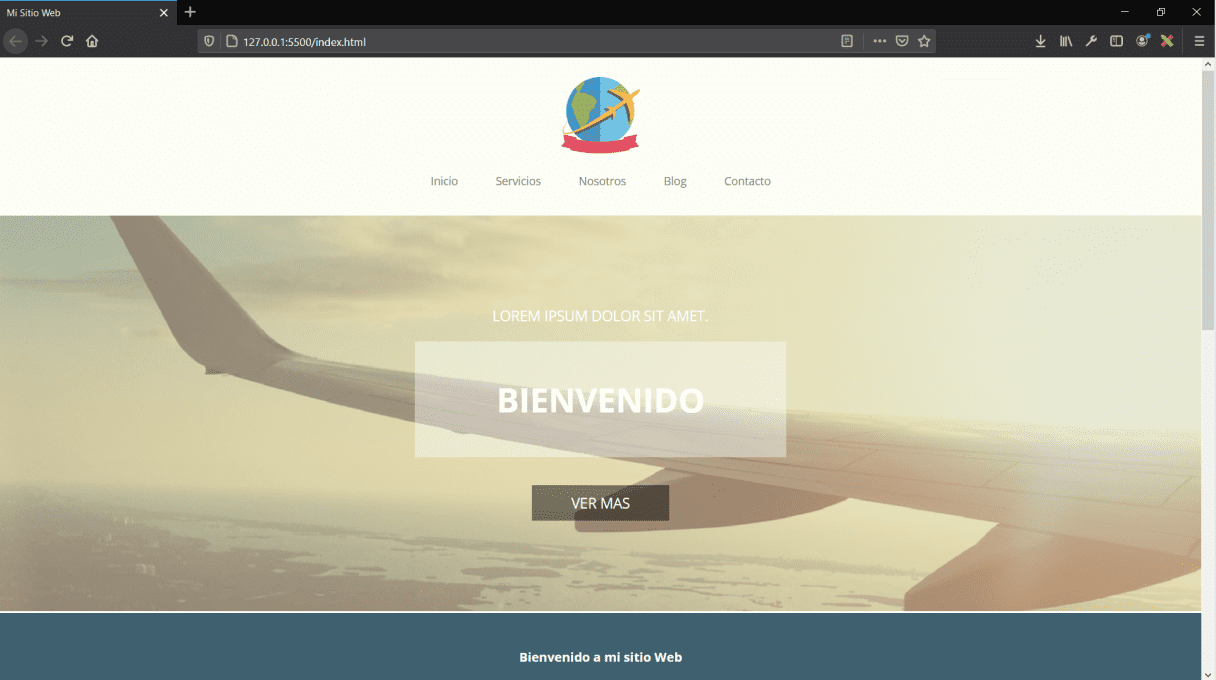 Mi Sitio Web
127.0.0.1:5500/index.html
Inicio Servicios Nosotros Blog Contacto
LOREM IPSUM DOLOR SIT AMET.
BIENVENIDO
VER MAS
Bienvenido a mi sitio Web